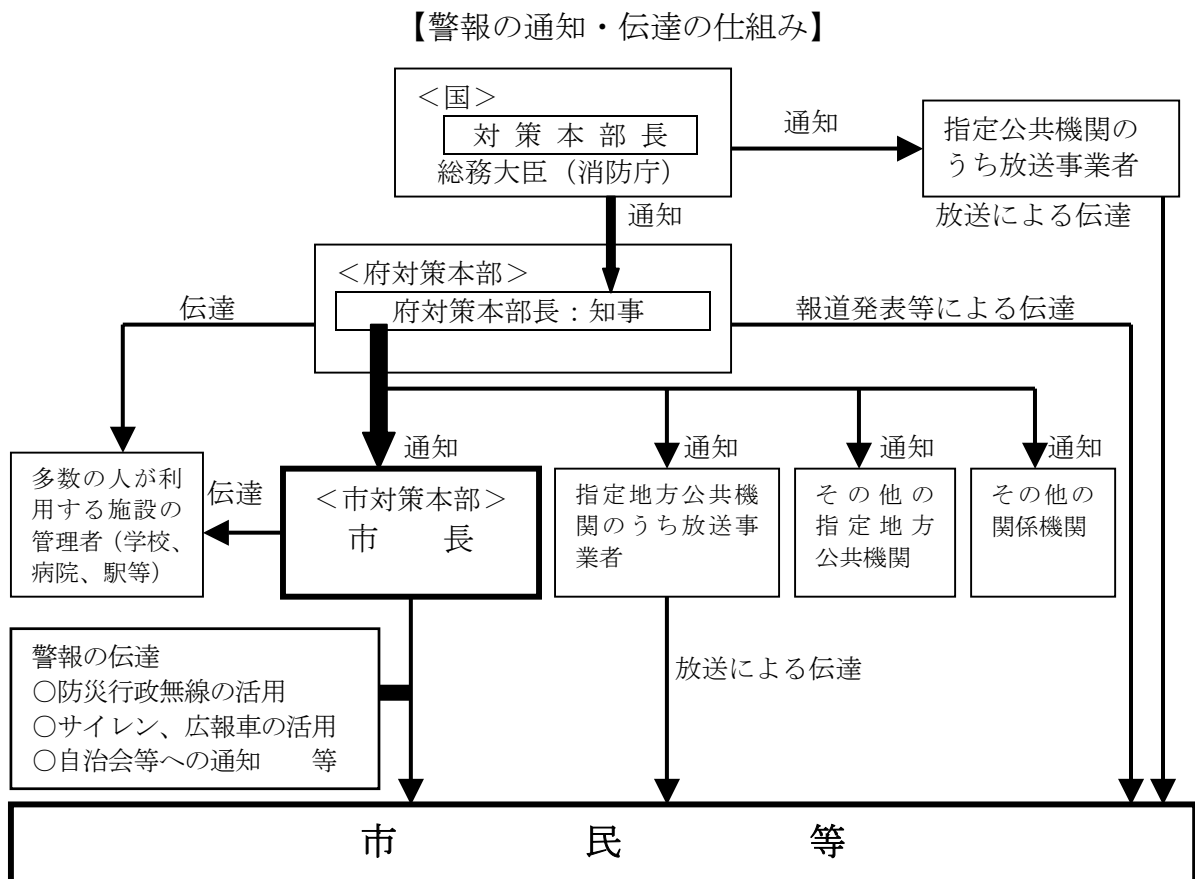 【警報の通知・伝達の仕組み】
＜国＞
対策本部長
総務大臣（消防庁）
通知
指定公共機関の
うち放送事業者
放送による伝達
通知
＜府対策本部＞
府対策本部長：知事
伝達
報道発表等による伝達
通知
通知
通知
通知
多数の人が利
用する施設の
管理者（学校、
病院、駅等）
伝達
＜市対策本部＞
市　　長
指定地方公共機
関のうち放送事
業者
その他の
指定地方
公共機関
その他の
関係機関
警報の伝達
○防災行政無線の活用
○サイレン、広報車の活用
○自治会等への通知　　等
放送による伝達
市　　民　　等